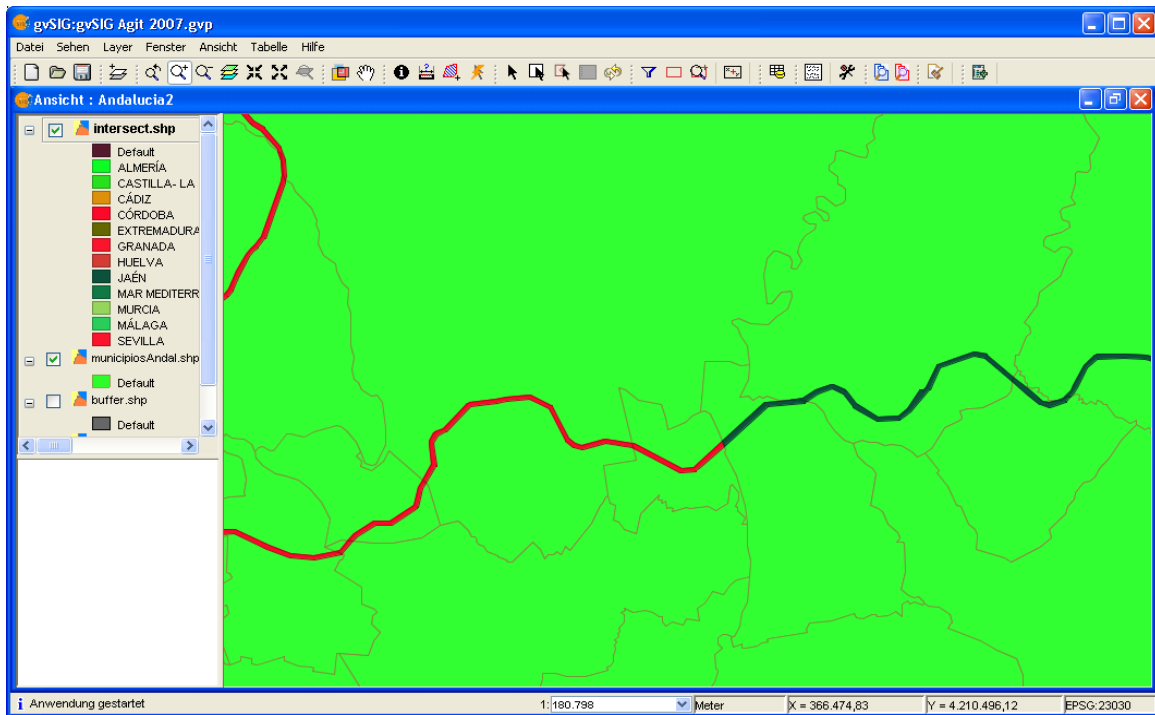 gvSIG:gvSIG Agit 2007.gvp
Datei Sehen Layer Fenster Ansicht Tabelle Hilfe
Ansicht : Andalucia2
intersect.shp
Default
ALMERÍA
CASTILLA- LA
CÁDIZ
CÓRDOBA
EXTREMADURA
GRANADA
HUELVA
JAÉN
MAR MEDITERR
MURCIA
MÁLAGA
SEVILLA
municipiosAndal.shp
Default
buffer.shp
Default
Anwendung gestartet 1: 180.798 Meter X = 366.474,83 Y = 4.210.496,12 EPSG:23030